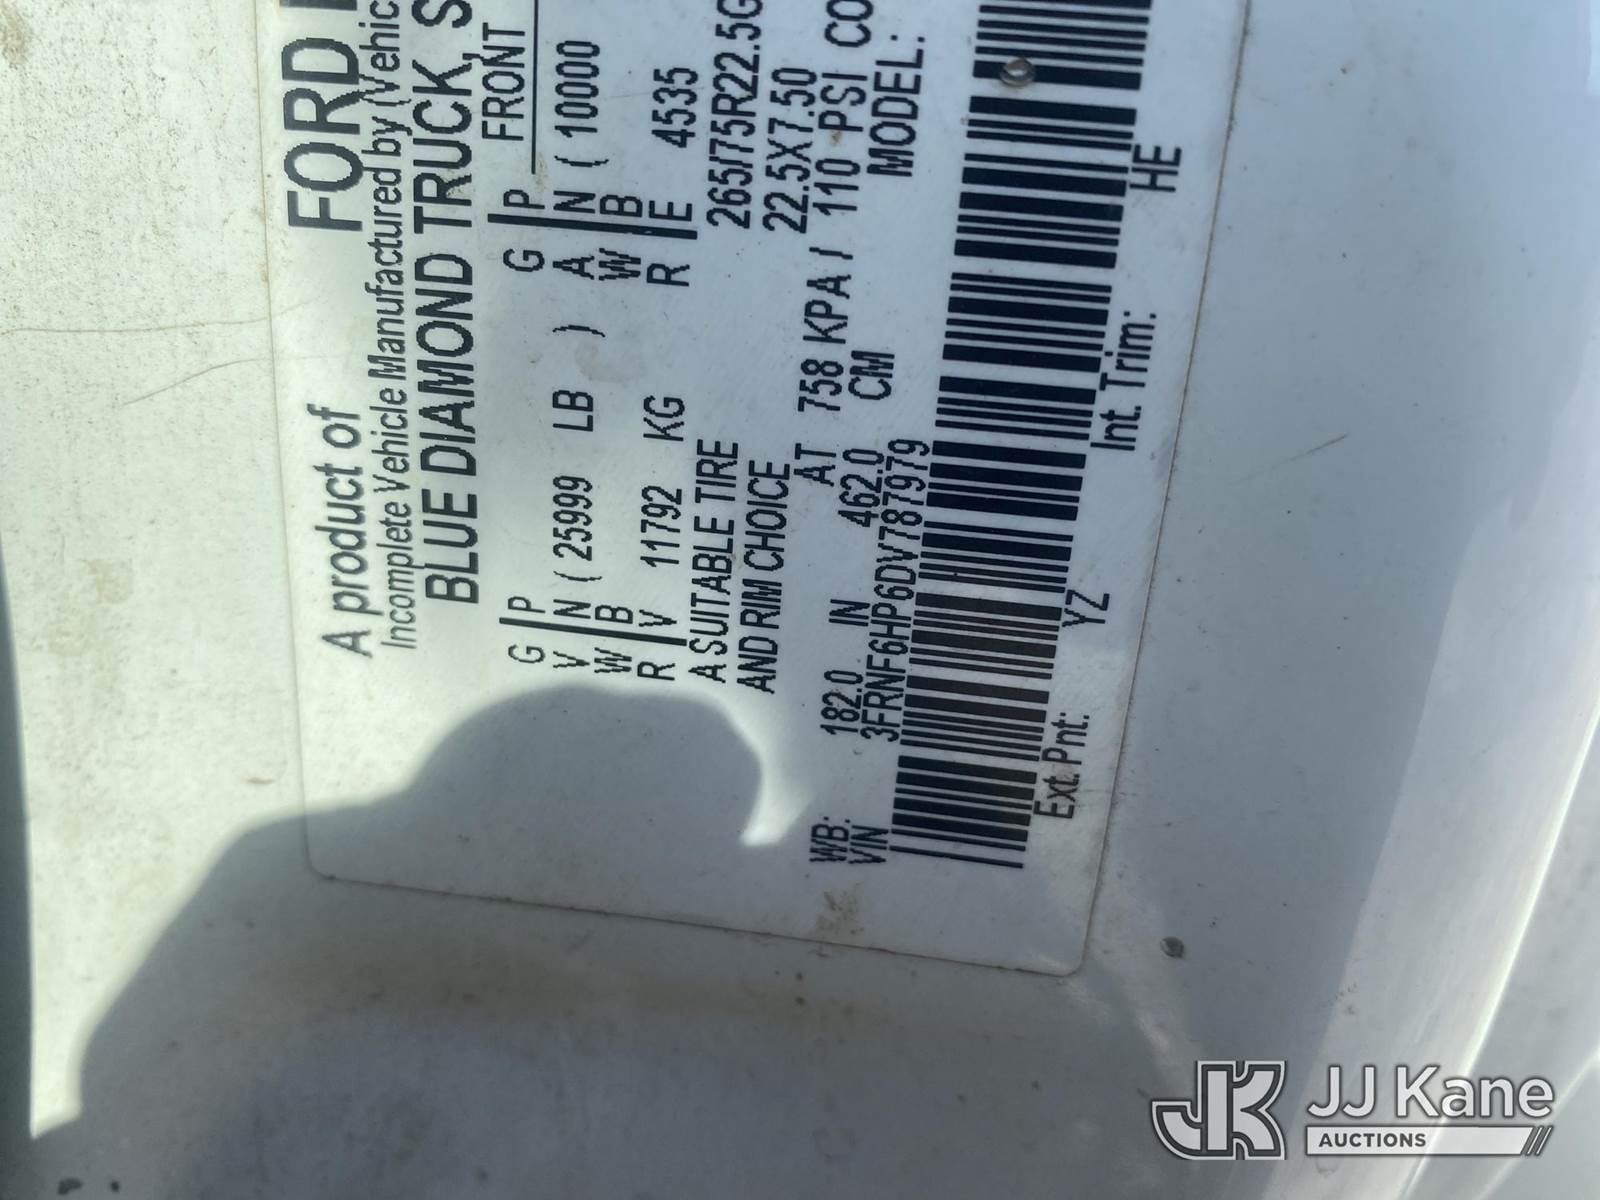 A product of FORD
Incomplete Vehicle Manufactured by (Vehic
BLUE DIAMOND TRUCK, S
FRONT
G P G P
V N ( 25999 LB ) A N ( 10000
W B W B
R V 11792 KG R E 4535
A SUITABLE TIRE 265/75R22.5G
AND RIM CHOICE 22.5X7.50
AT 758 KPA / 110 PSI CO
WB: 182.0 IN 462.0 CM MODEL:
VIN 3FRNF6HP6DV787979
Ext. Pnt: YZ Int. Trim: HE
JK JJ Kane
AUCTIONS